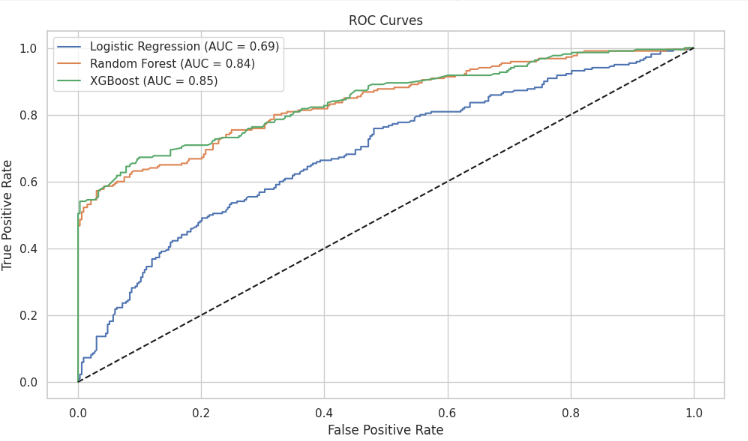 ROC Curves
Logistic Regression (AUC = 0.69)
Random Forest (AUC = 0.84)
XGBoost (AUC = 0.85)
True Positive Rate
1.0
0.8
0.6
0.4
0.2
0.0
0.0 0.2 0.4 0.6 0.8 1.0
False Positive Rate